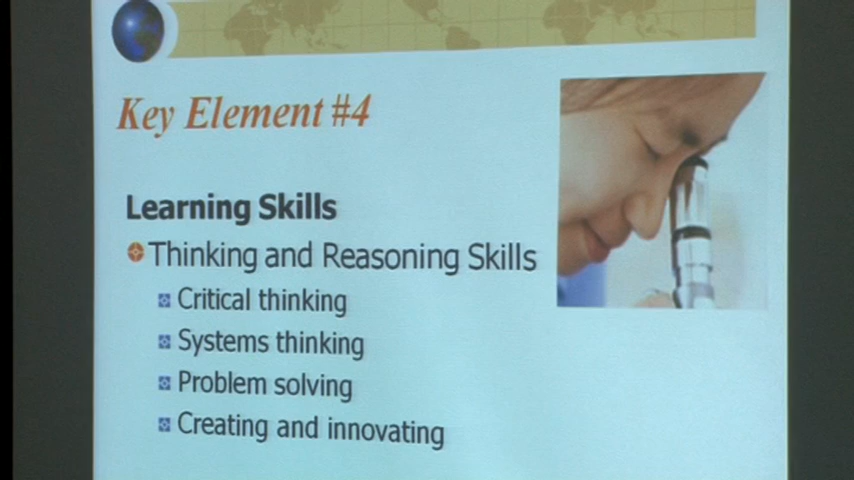 Key Element #4
Learning Skills
Thinking and Reasoning Skills
Critical thinking
Systems thinking
Problem solving
Creating and innovating